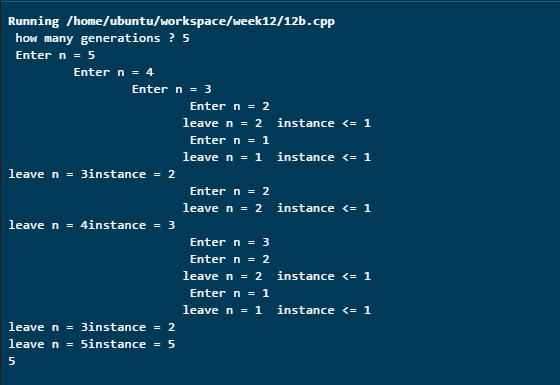 Running /home/ubuntu/workspace/week12/12b.cpp
how many generations ? 5
Enter n = 5
Enter n = 4
Enter n = 3
Enter n = 2
leave n = 2  instance <= 1
Enter n = 1
leave n = 1  instance <= 1
leave n = 3instance = 2
Enter n = 2
leave n = 2  instance <= 1
leave n = 4instance = 3
Enter n = 3
Enter n = 2
leave n = 2  instance <= 1
Enter n = 1
leave n = 1  instance <= 1
leave n = 3instance = 2
leave n = 5instance = 5
5